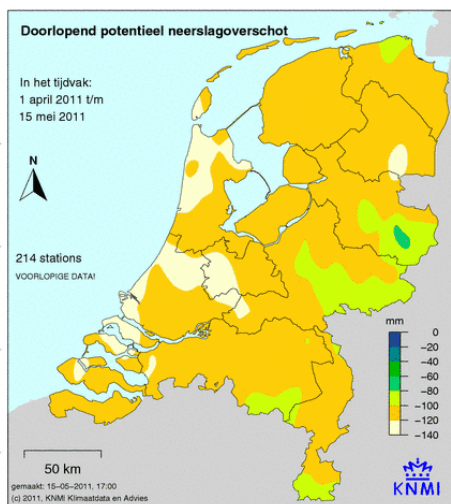 Doorlopend potentieel neerslagoverschot
In het tijdvak:
1 april 2011 t/m
15 mei 2011
N
214 stations
VOORLOPIGE DATA!
mm
0
−20
−40
−60
−80
−100
−120
−140
50 km
KNMI
gemaakt: 15−05−2011, 17:00
(c) 2011, KNMI Klimaatdata en Advies